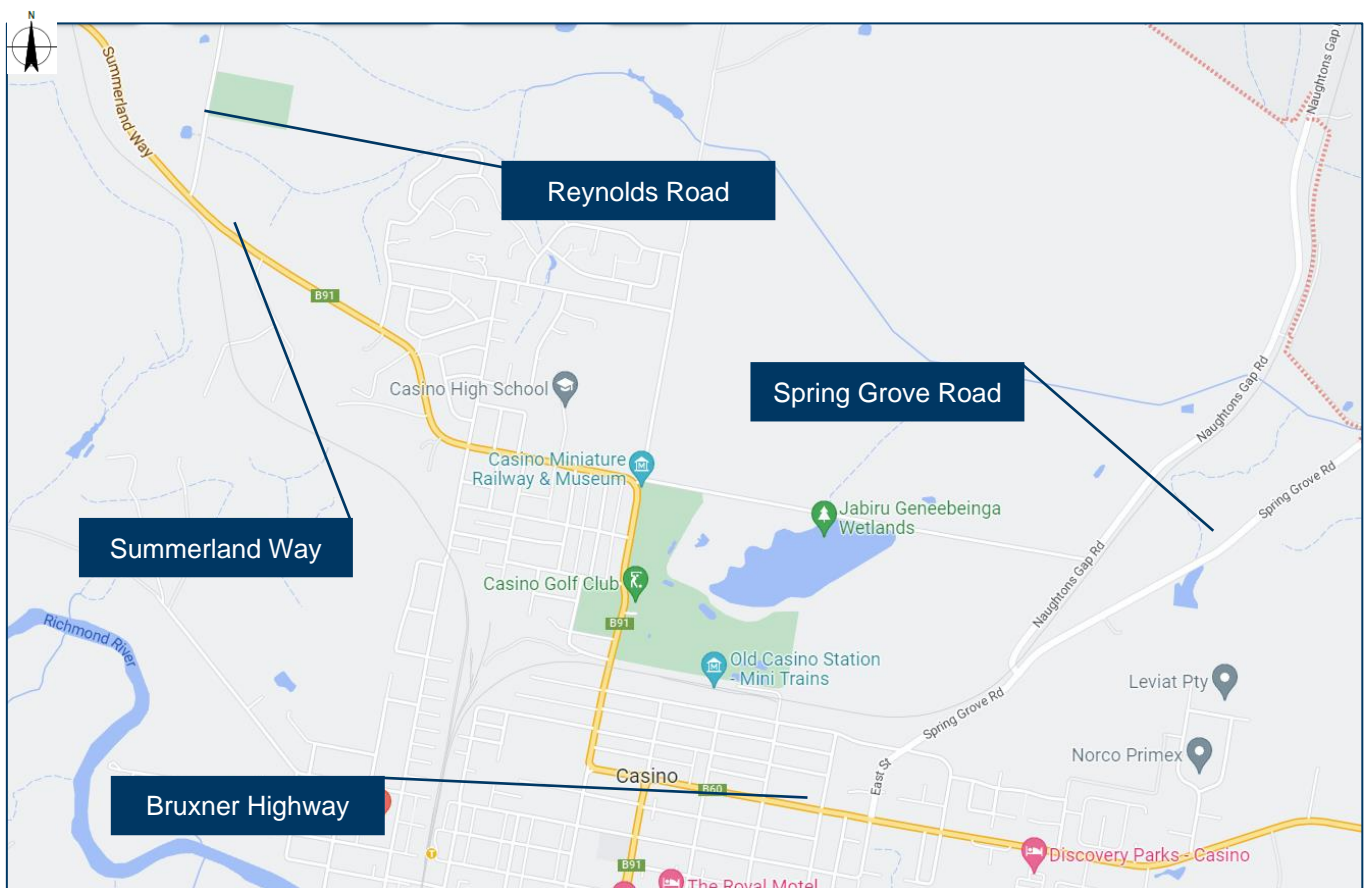 N
Summerland Way
Reynolds Road
Naughtons Gap Rd
B91
Casino High School
Spring Grove Road
Naughtons Gap Rd
Casino Miniature
Railway & Museum
Spring Grove Rd
Jabiru Geneebeinga
Wetlands
Summerland Way
Naughtons Gap Rd
Casino Golf Club
B91
Richmond River
Old Casino Station
- Mini Trains
Leviat Pty
Spring Grove Rd
Norco Primex
Casino
East St
B60
Bruxner Highway
T
Discovery Parks - Casino
B91
The Royal Motel